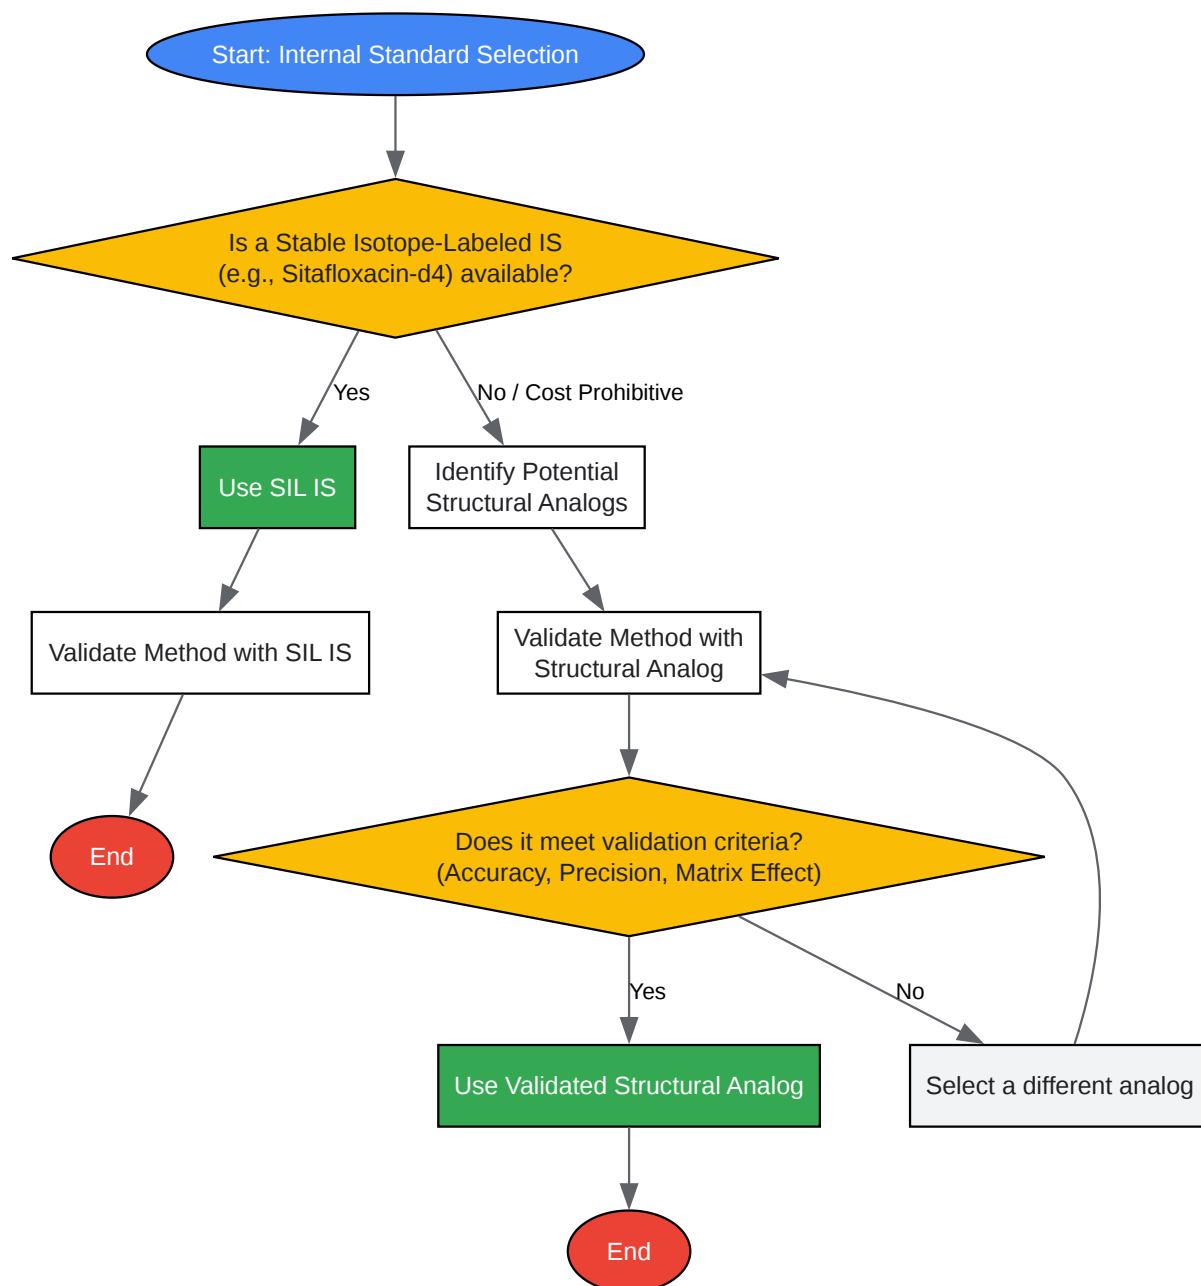 Start: Internal Standard Selection
Is a Stable Isotope-Labeled IS
(e.g., Sitafloxacin-d4) available?
Yes
No / Cost Prohibitive
Use SIL IS
Identify Potential
Structural Analogs
Validate Method with SIL IS
Validate Method with
Structural Analog
End
Does it meet validation criteria?
(Accuracy, Precision, Matrix Effect)
Yes
No
Use Validated Structural Analog
Select a different analog
End